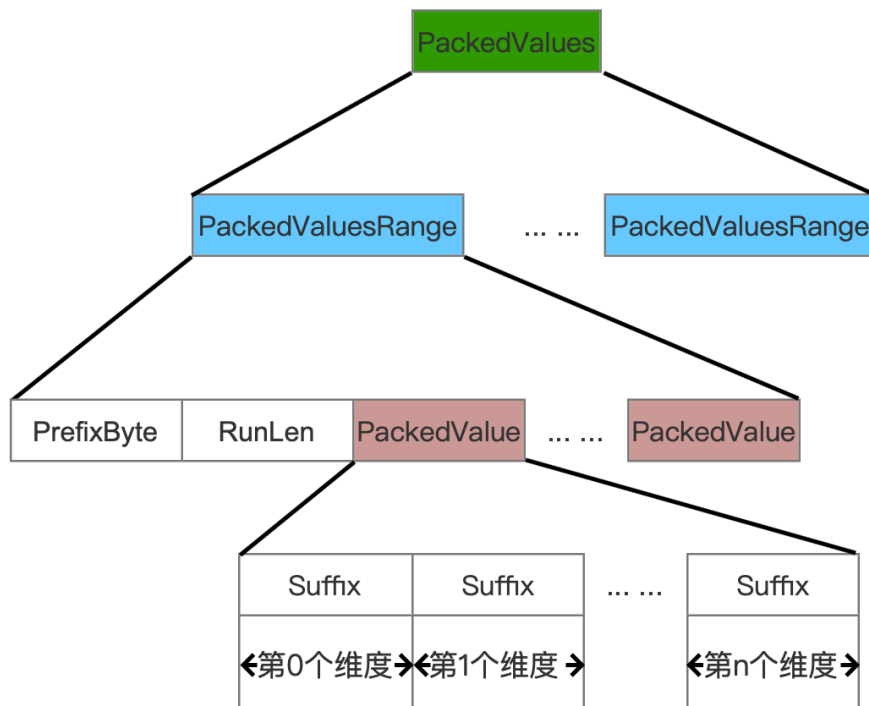 PackedValues
PackedValuesRange ... ... PackedValuesRange
PrefixByte RunLen PackedValue ... ... PackedValue
Suffix Suffix ... ... Suffix
第0个维度 第1个维度 第n个维度